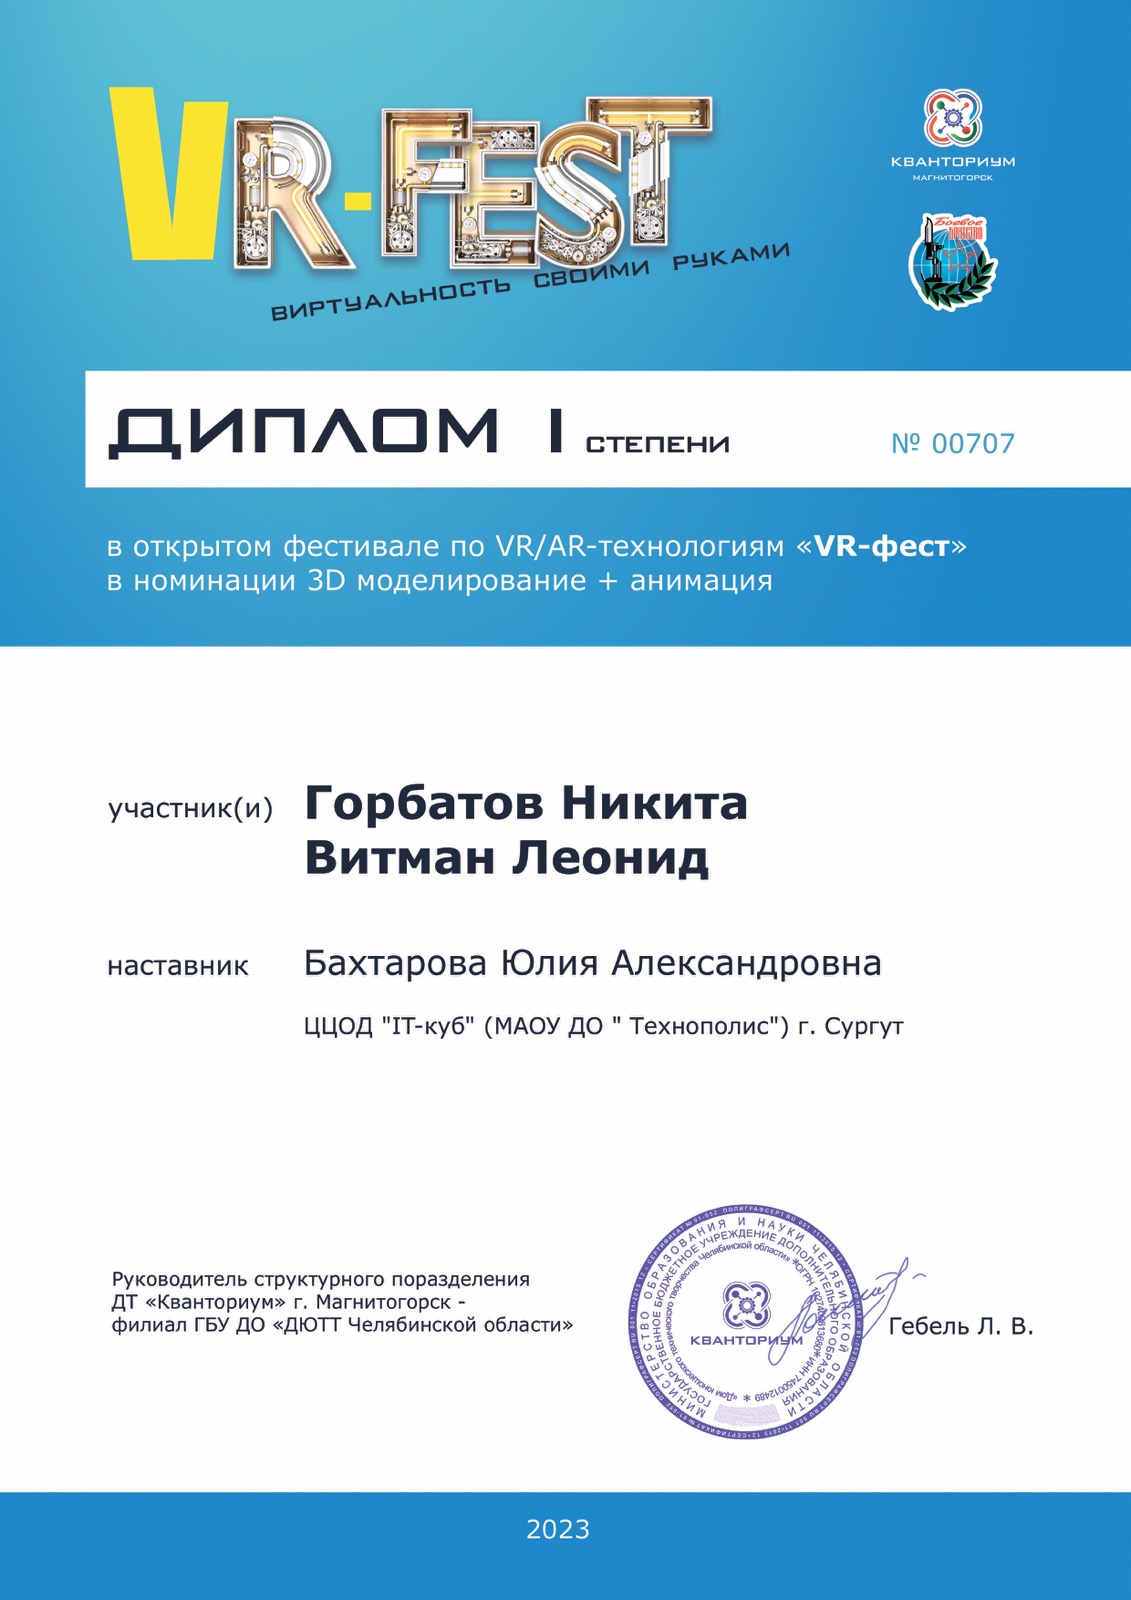 VR-FEST
ВИРТУАЛЬНОСТЬ СВОИМИ РУКАМИ
КВАНТОРИУМ
МАГНИТОГОРСК
Боевое
ДИПЛОМ I СТЕПЕНИ
№ 00707
в открытом фестивале по VR/AR-технологиям «VR-фест»
в номинации 3D моделирование + анимация
участник(и) Горбатов Никита
Витман Леонид
наставник Бахтарова Юлия Александровна
ЦЦОД "IT-куб" (МАОУ ДО " Технополис") г. Сургут
Руководитель структурного поразделения
ДТ «Кванториум» г. Магнитогорск -
филиал ГБУ ДО «ДЮТТ Челябинской области»
МИНИСТЕРСТВО ОБРАЗОВАНИЯ И НАУКИ ЧЕЛЯБИНСКОЙ ОБЛАСТИ
ГОСУДАРСТВЕННОЕ БЮДЖЕТНОЕ УЧРЕЖДЕНИЕ ДОПОЛНИТЕЛЬНОГО ОБРАЗОВАНИЯ
«Дом юношеского технического творчества Челябинской области»
ИНН 7450012489
КВАНТОРИУМ
Гебель Л. В.
2023